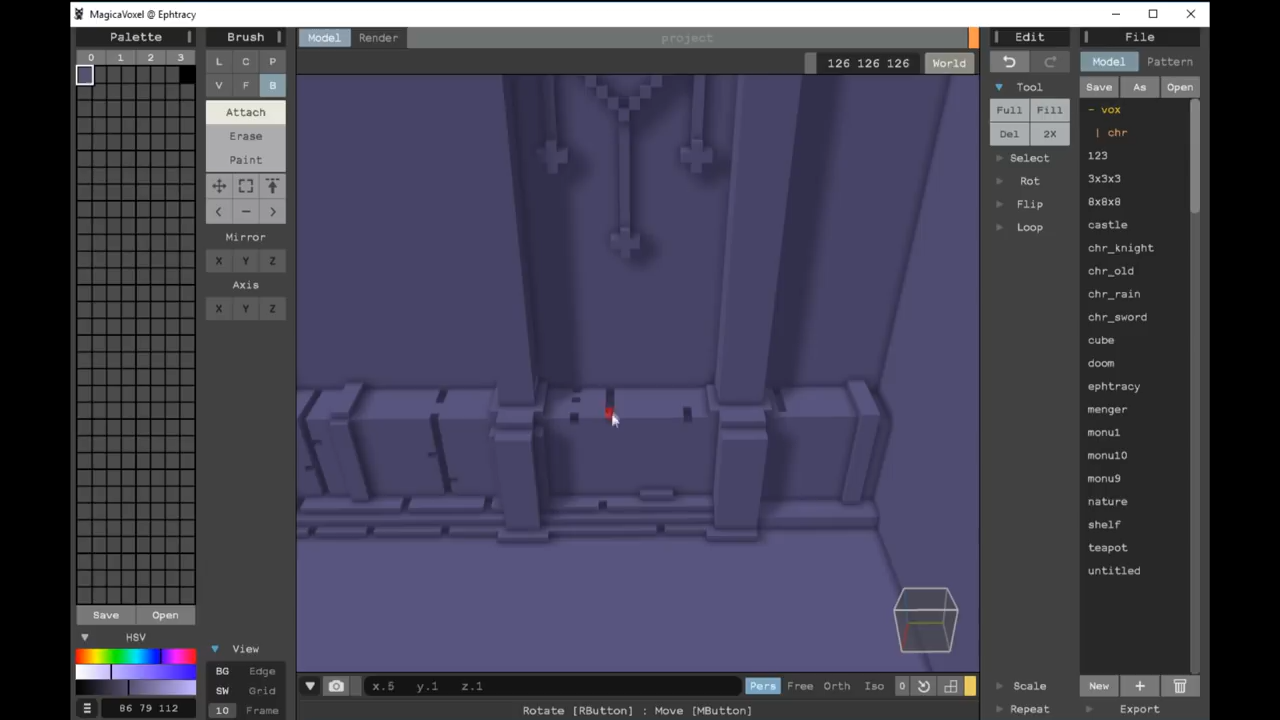 MagicaVoxel @ Ephtracy
Palette
Brush
Model
Render
project
Edit
File
0 1 2 3
L C P
126 126 126
World
Model
Pattern
V F B
Tool
Save
As
Open
Attach
Full
Fill
- vox
Erase
Del
2X
| chr
Paint
Select
123
Rot
3x3x3
< - >
Flip
8x8x8
Mirror
Loop
castle
X Y Z
chr_knight
Axis
chr_old
X Y Z
chr_rain
chr_sword
cube
doom
ephtracy
menger
monu1
monu10
monu9
nature
shelf
teapot
untitled
Save
Open
HSV
View
BG
Edge
SW
Grid
x.5 y.1 z.1
Pers
Free
Orth
Iso
0
Scale
New
+
86 79 112
10
Frame
Rotate [RButton] : Move [MButton]
Repeat
Export